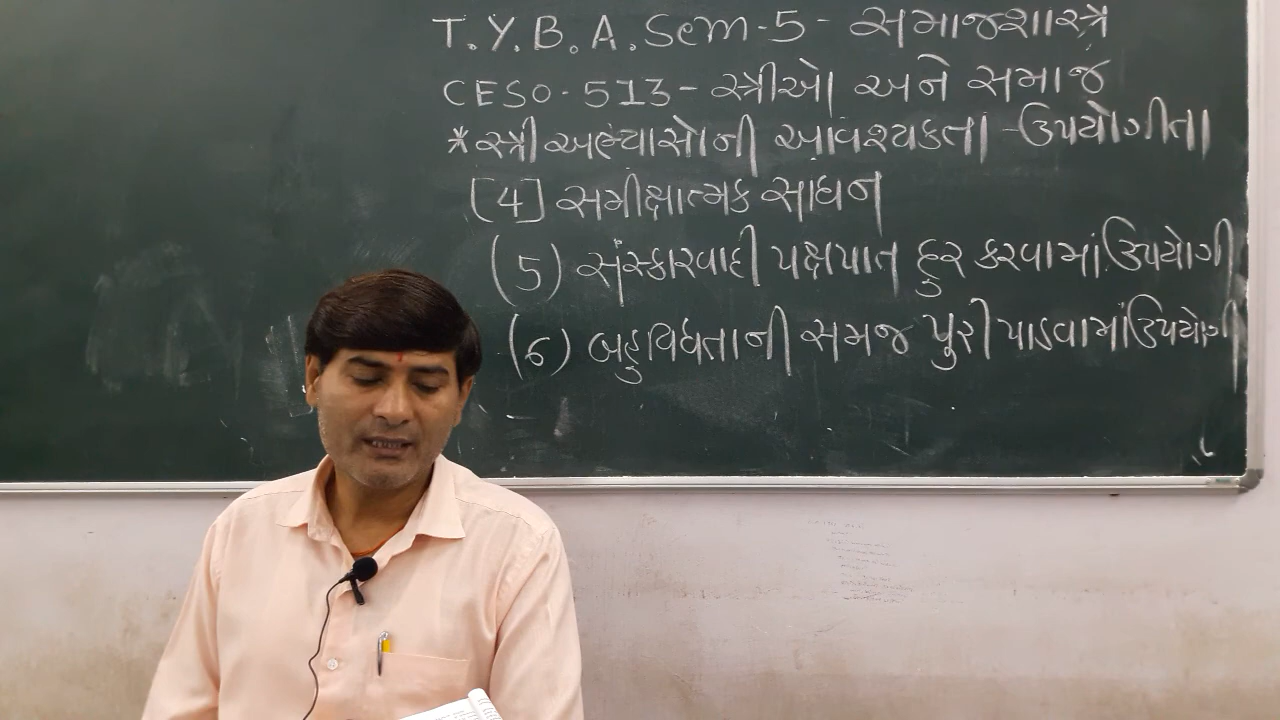 T.Y.B.A. Sem-5 - સમાજશાસ્ત્ર
CESO-513 - સ્ત્રીઓ અને સમાજ
* સ્ત્રી અભ્યાસોની આવશ્યકતા - ઉપયોગીતા
[4] સમીક્ષાત્મક સાધન
(5) સંસ્કારવાદી પક્ષપાત દુર કરવામાં ઉપયોગી
(6) બહુવિધતાની સમજ પુરી પાડવામાં ઉપયોગી